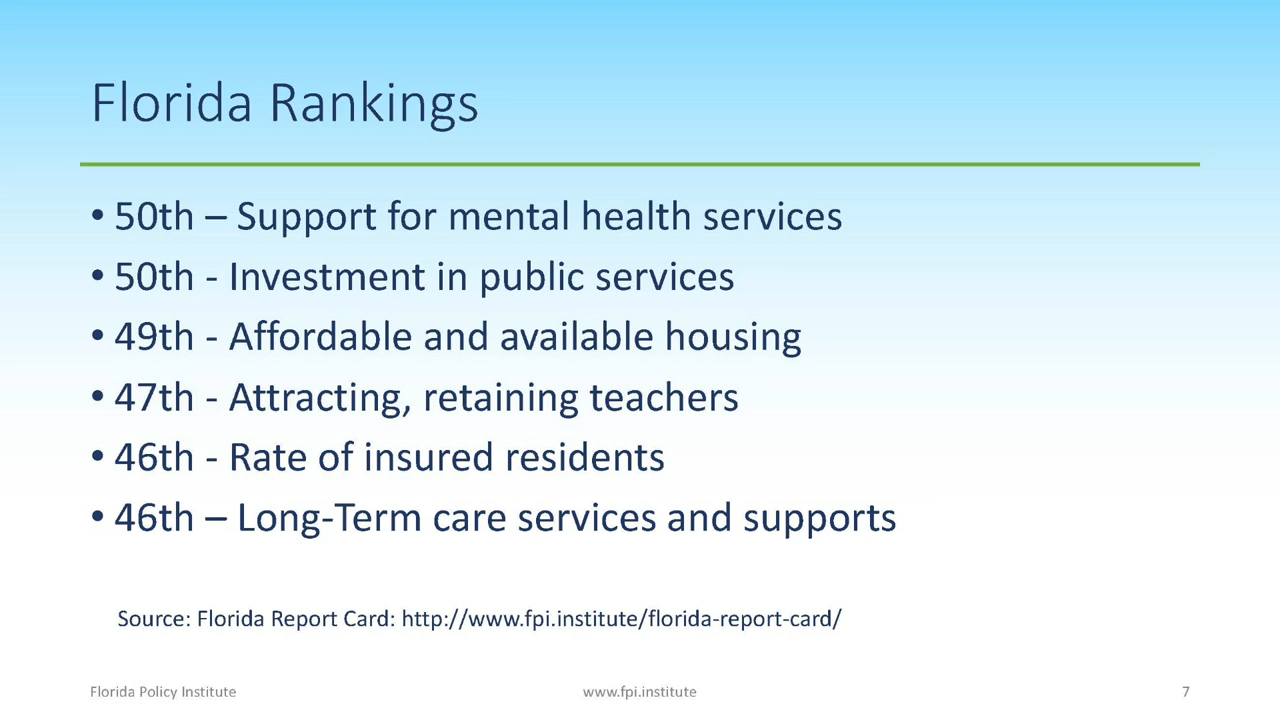 Florida Rankings
• 50th – Support for mental health services
• 50th - Investment in public services
• 49th - Affordable and available housing
• 47th - Attracting, retaining teachers
• 46th - Rate of insured residents
• 46th – Long-Term care services and supports
Source: Florida Report Card: http://www.fpi.institute/florida-report-card/
Florida Policy Institute
www.fpi.institute
7